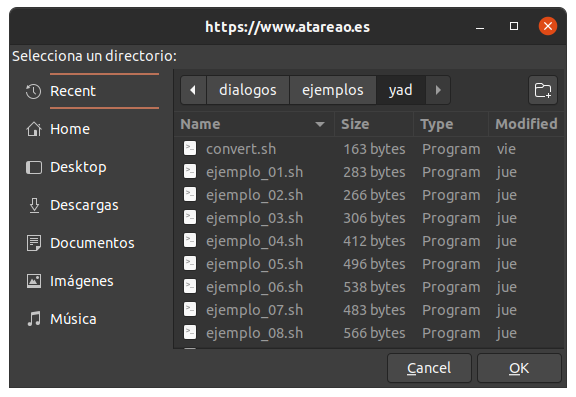 https://www.atareao.es
Selecciona un directorio:
Recent
Home
Desktop
Descargas
Documentos
Imágenes
Música
dialogos ejemplos yad
Name Size Type Modified
convert.sh 163 bytes Program vie
ejemplo_01.sh 283 bytes Program jue
ejemplo_02.sh 266 bytes Program jue
ejemplo_03.sh 306 bytes Program jue
ejemplo_04.sh 412 bytes Program jue
ejemplo_05.sh 496 bytes Program jue
ejemplo_06.sh 538 bytes Program jue
ejemplo_07.sh 483 bytes Program jue
ejemplo_08.sh 566 bytes Program jue
Cancel OK